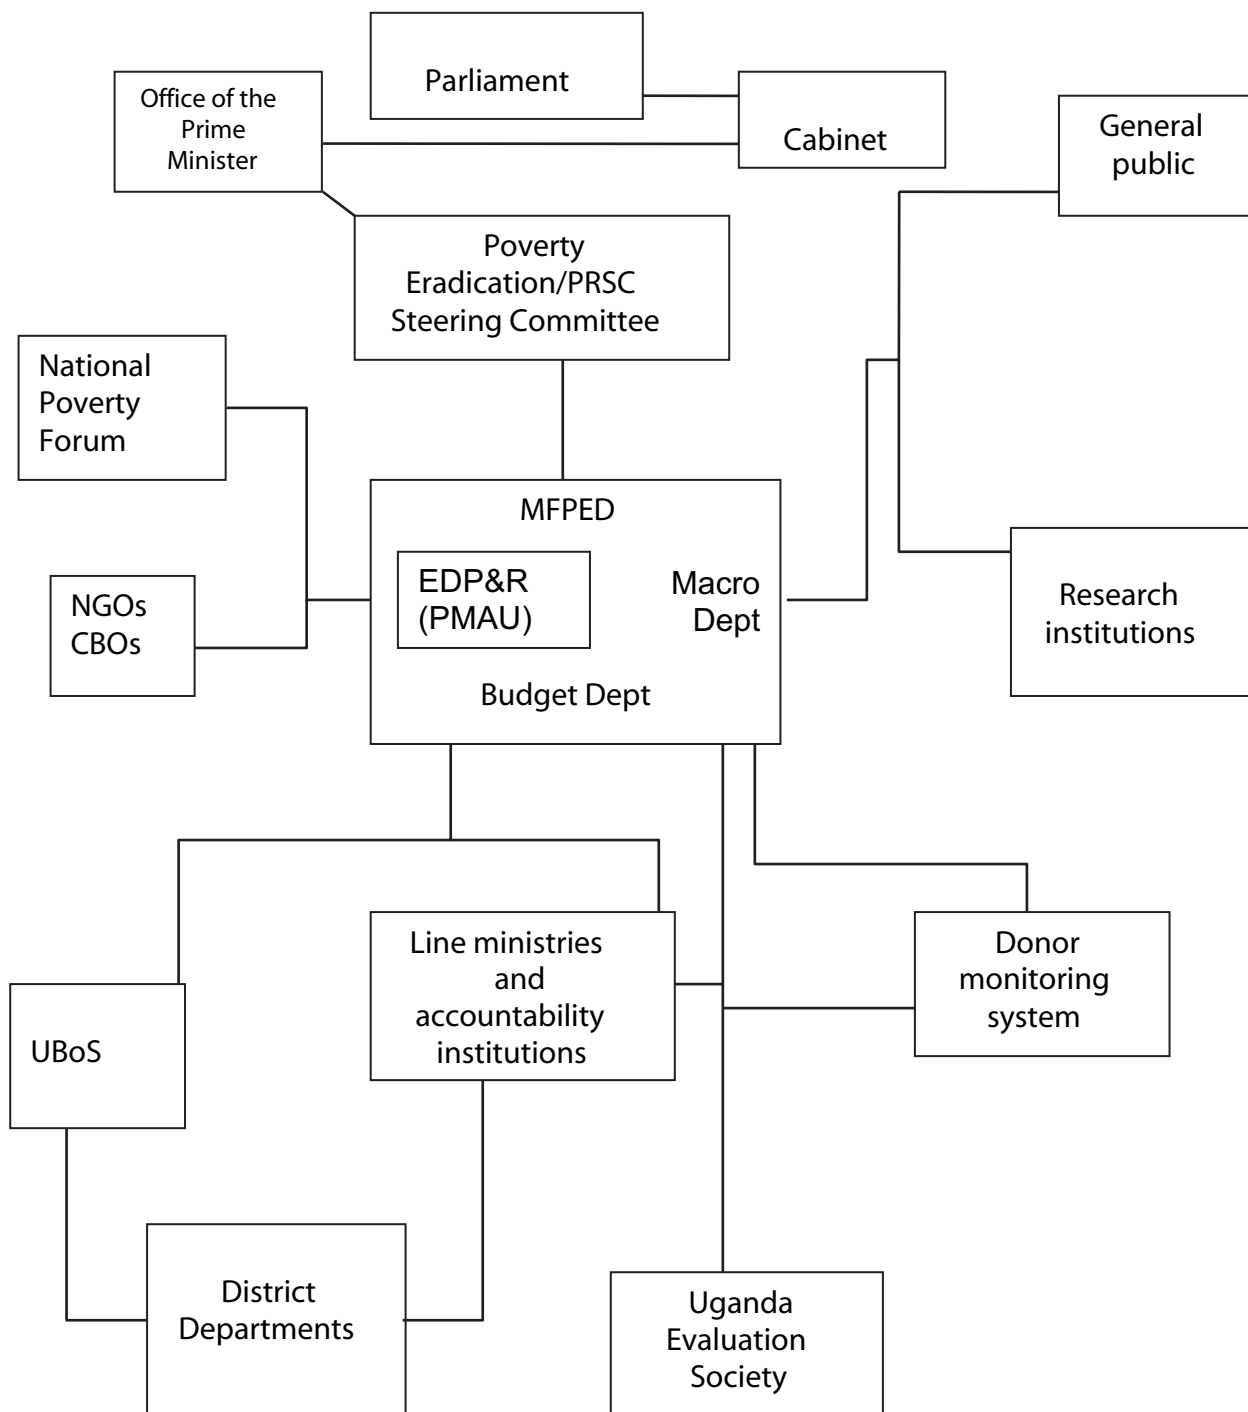 Parliament
Office of the
Prime
Minister
Cabinet
General
public
Poverty
Eradication/PRSC
Steering Committee
National
Poverty
Forum
MFPED
EDP&R
(PMAU)
Macro
Dept
NGOs
CBOs
Research
institutions
Budget Dept
Line ministries
and
accountability
institutions
Donor
monitoring
system
UBoS
District
Departments
Uganda
Evaluation
Society